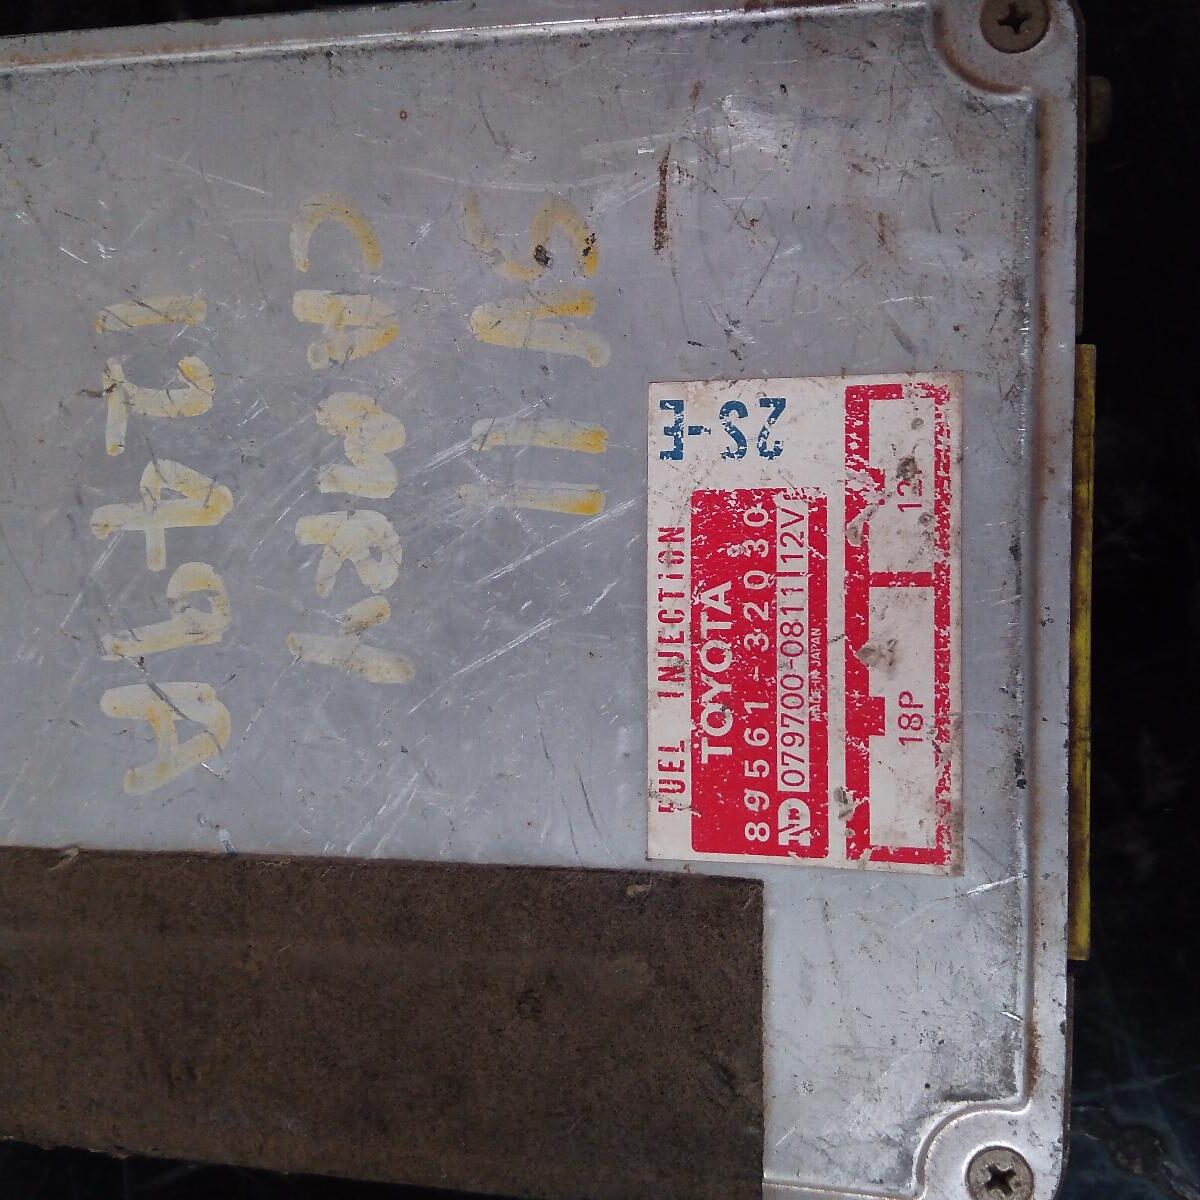 SV11
CAMRY
2S-E
FUEL INJECTION
TOYOTA
89561-32030
ND 079700-0811 12V
MADE IN JAPAN
18P 12P